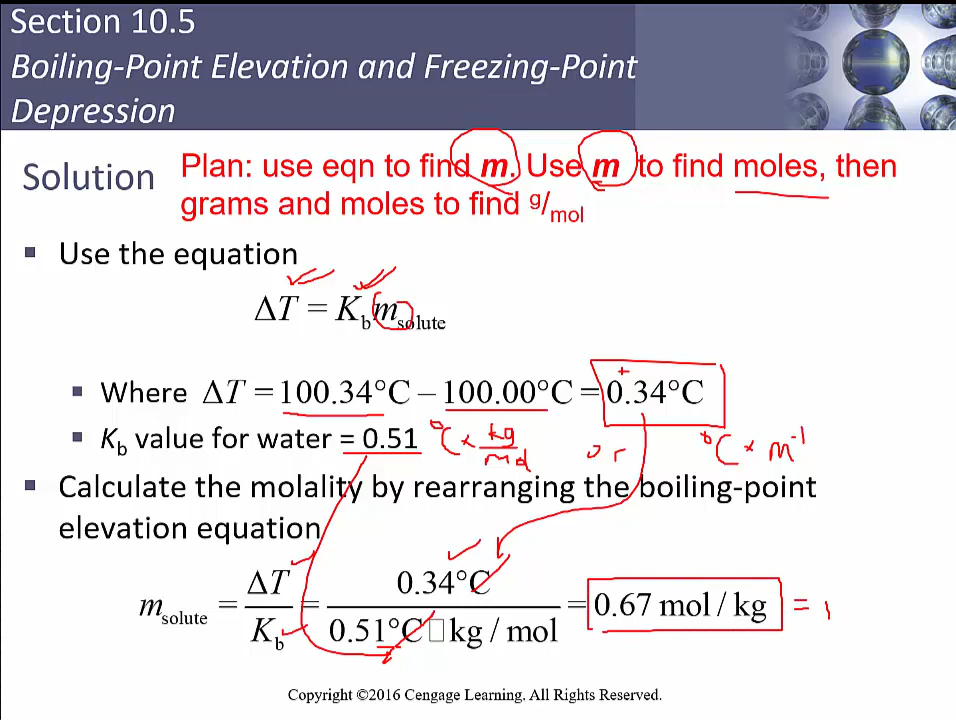 Section 10.5
Boiling-Point Elevation and Freezing-Point
Depression
Solution
Plan: use eqn to find m. Use m to find moles, then
grams and moles to find g/mol
▪ Use the equation
ΔT = K_b m_solute
▪ Where ΔT = 100.34°C – 100.00°C = 0.34°C
+
▪ K_b value for water = 0.51 °C × kg/mol or °C × m⁻¹
▪ Calculate the molality by rearranging the boiling-point
elevation equation
m_solute = ΔT/K_b = 0.34°C / 0.51°C□kg / mol = 0.67 mol / kg =
Copyright ©2016 Cengage Learning. All Rights Reserved.